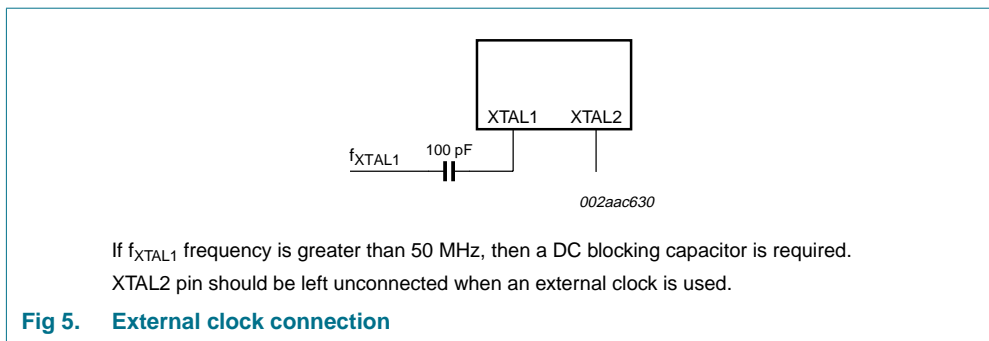 XTAL1 XTAL2
fXTAL1 100 pF
002aac630
If fXTAL1 frequency is greater than 50 MHz, then a DC blocking capacitor is required.
XTAL2 pin should be left unconnected when an external clock is used.
Fig 5. External clock connection